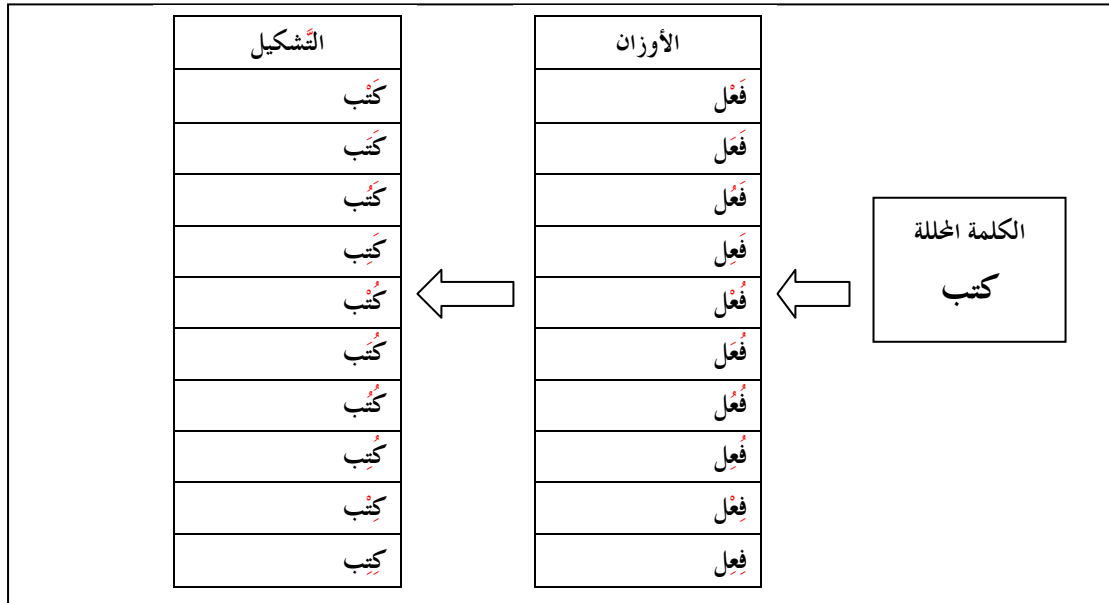 الكلمة المحللة
كتب
الأوزان
فَعْل
فَعَل
فَعُل
فَعِل
فُعْل
فُعَل
فُعُل
فُعِل
فِعْل
فِعِل
التَّشكيل
كَتْب
كَتَب
كَتُب
كَتِب
كُتْب
كُتَب
كُتُب
كُتِب
كِتْب
كِتِب